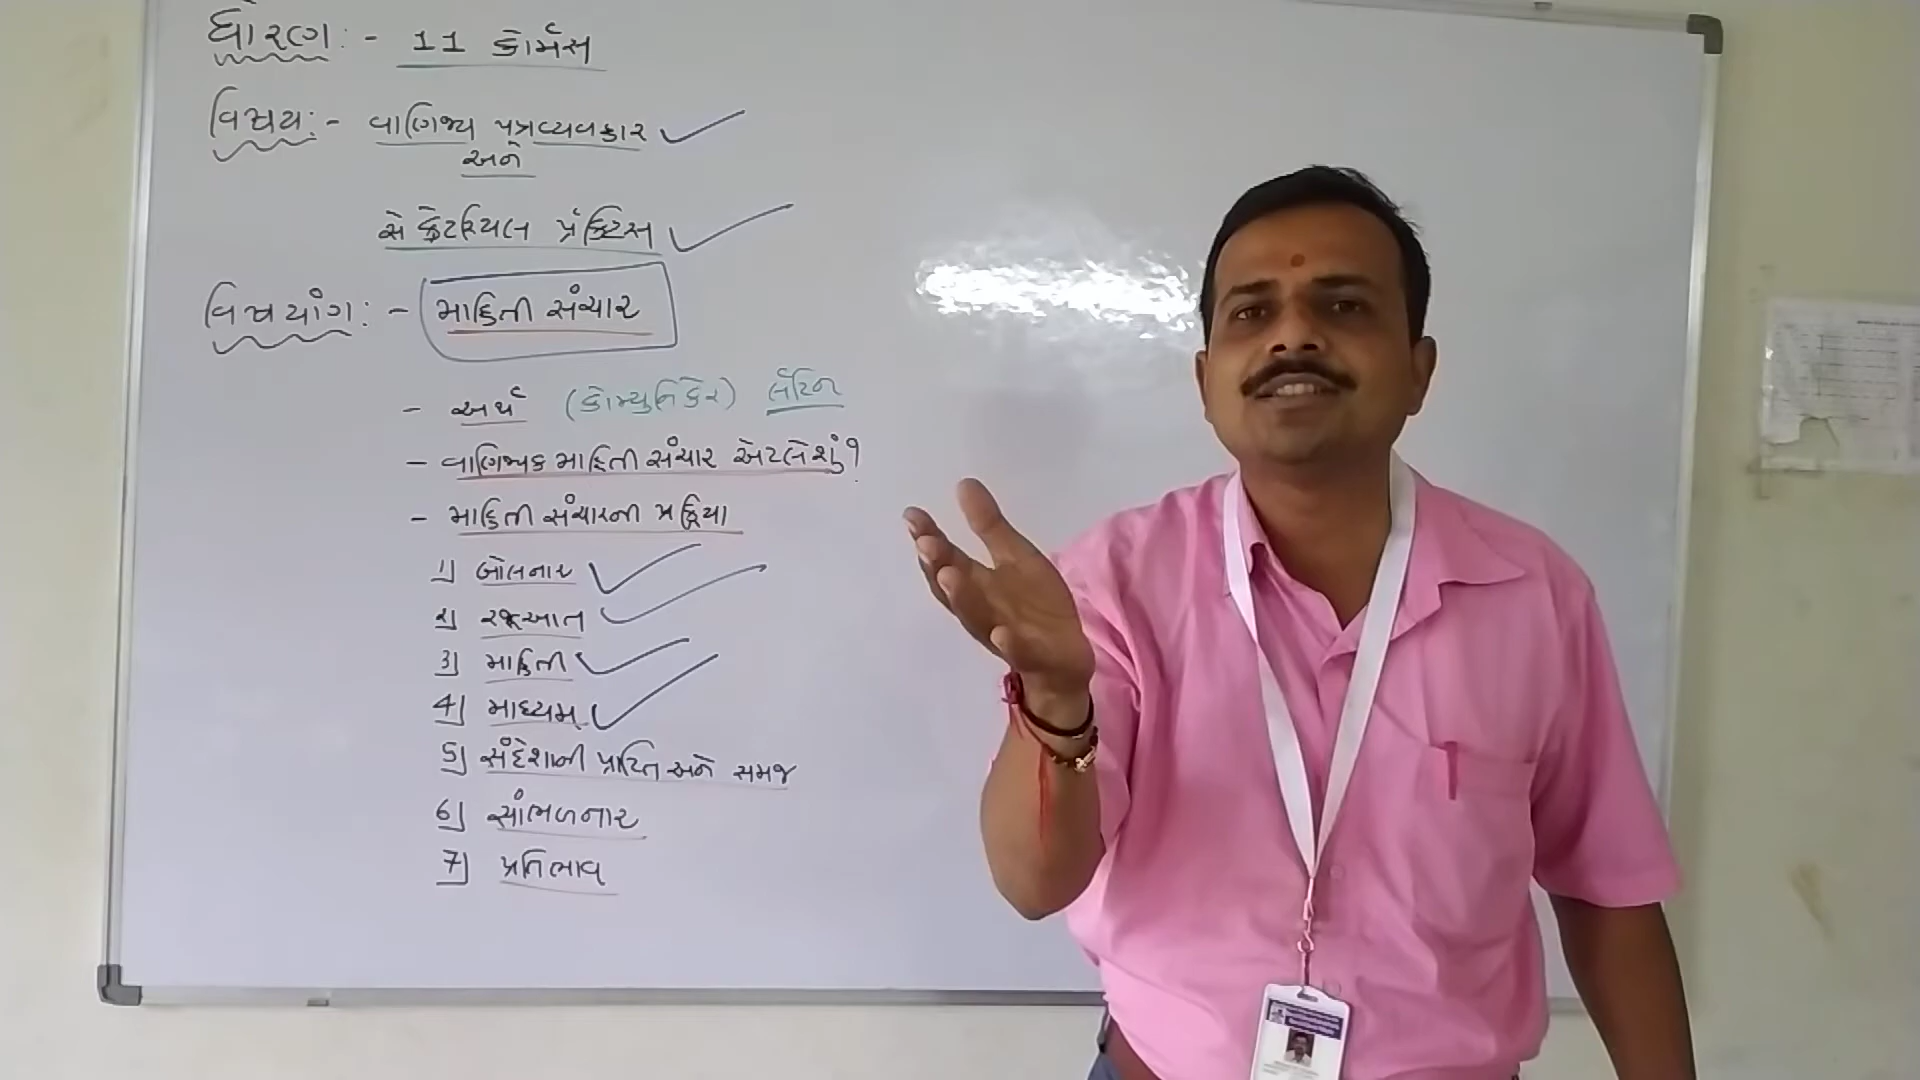 ધોરણ :- 11 કોમર્સ
વિષય :- વાણિજ્ય પત્રવ્યવહાર
અને
સેક્રેટરિયલ પ્રેક્ટિસ
વિષયાંગ :- માહિતી સંચાર
- અર્થ (કોમ્યુનિકેર) લેટિન
- વાણિજ્યક માહિતી સંચાર એટલે શું?
- માહિતી સંચારની પ્રક્રિયા
1] બોલનાર
2] રજૂઆત
3] માહિતી
4] માધ્યમ
5] સંદેશાની પ્રાપ્તિ અને સમજ
6] સાંભળનાર
7] પ્રતિભાવ